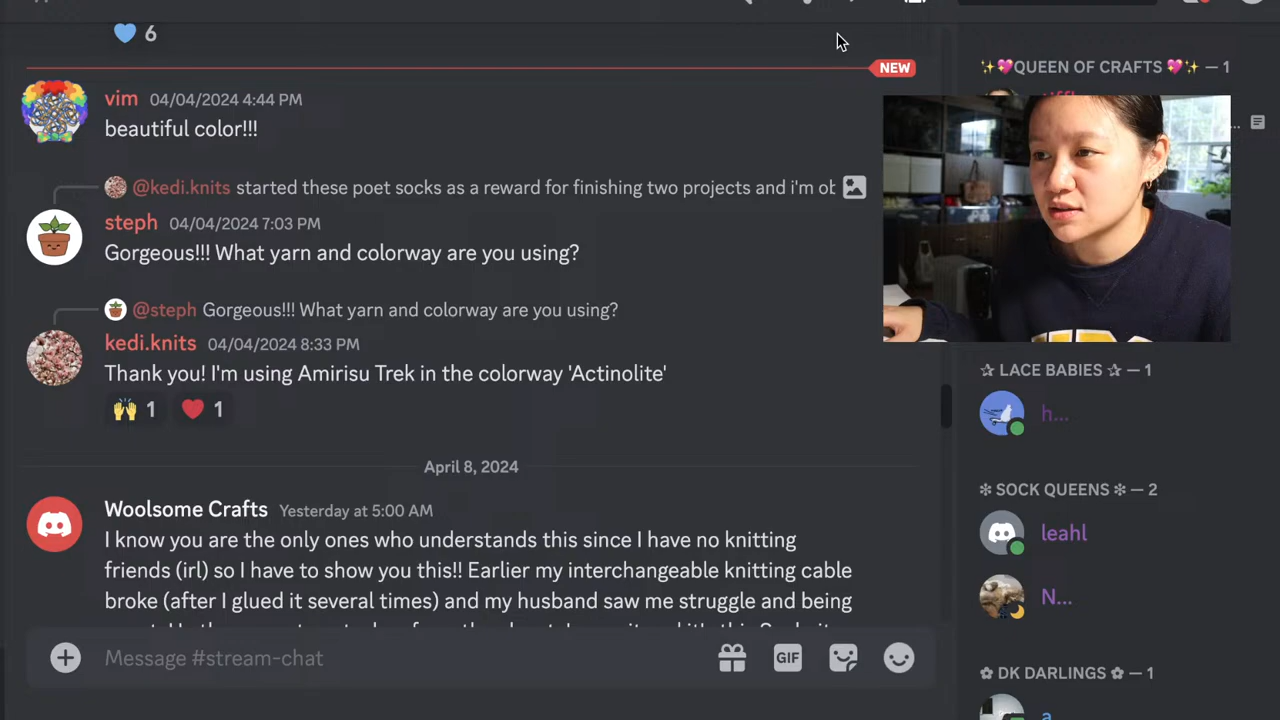 6
NEW
vim 04/04/2024 4:44 PM
beautiful color!!!
@kedi.knits started these poet socks as a reward for finishing two projects and i'm ob
steph 04/04/2024 7:03 PM
Gorgeous!!! What yarn and colorway are you using?
@steph Gorgeous!!! What yarn and colorway are you using?
kedi.knits 04/04/2024 8:33 PM
Thank you! I'm using Amirisu Trek in the colorway 'Actinolite'
1 1
April 8, 2024
Woolsome Crafts Yesterday at 5:00 AM
I know you are the only ones who understands this since I have no knitting
friends (irl) so I have to show you this!! Earlier my interchangeable knitting cable
broke (after I glued it several times) and my husband saw me struggle and being
Message #stream-chat
GIF
QUEEN OF CRAFTS — 1
LACE BABIES — 1
h...
SOCK QUEENS — 2
leahl
N...
DK DARLINGS — 1